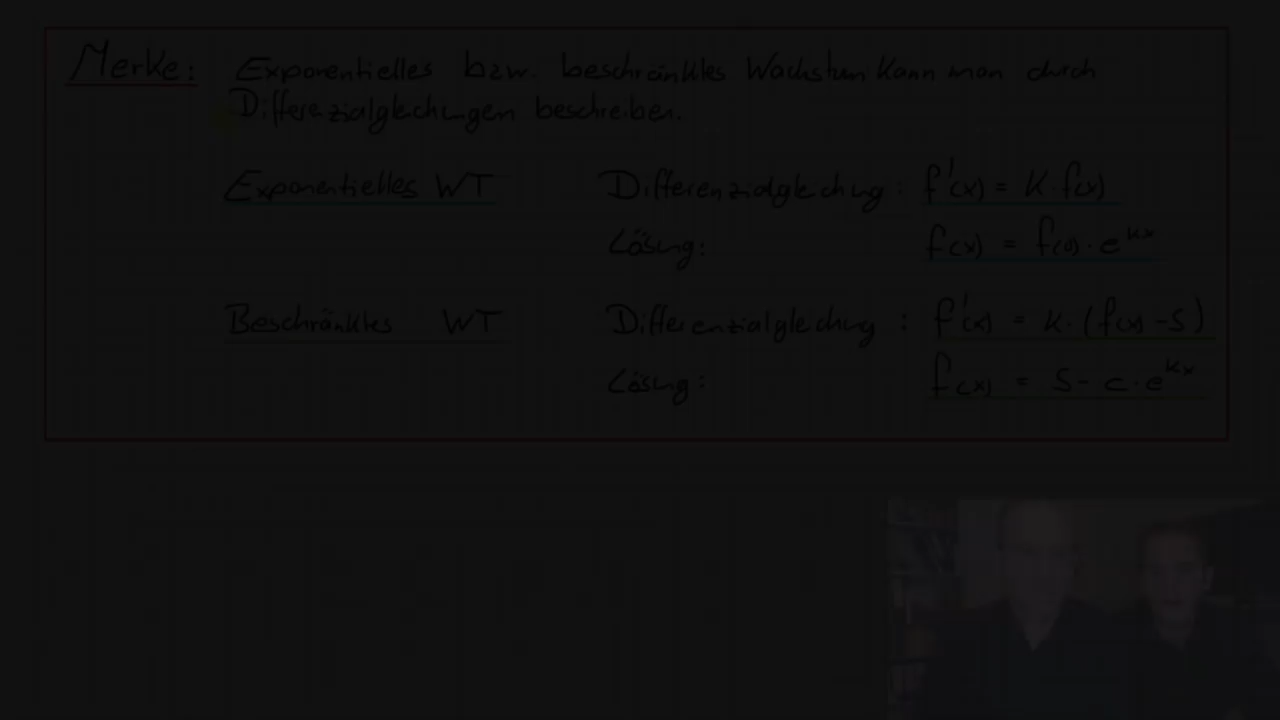 Merke: Exponentielles bzw. beschränktes Wachstum kann man durch
Differezialgleichungen beschreiben.
Exponentielles WT Differenzialgleichung: f'(x) = K·f(x)
Lösung: f(x) = f(0)·e^{kx}
Beschränktes WT Differenzialgleichung: f'(x) = K·(f(x)-S)
Lösung: f(x) = S-c·e^{kx}